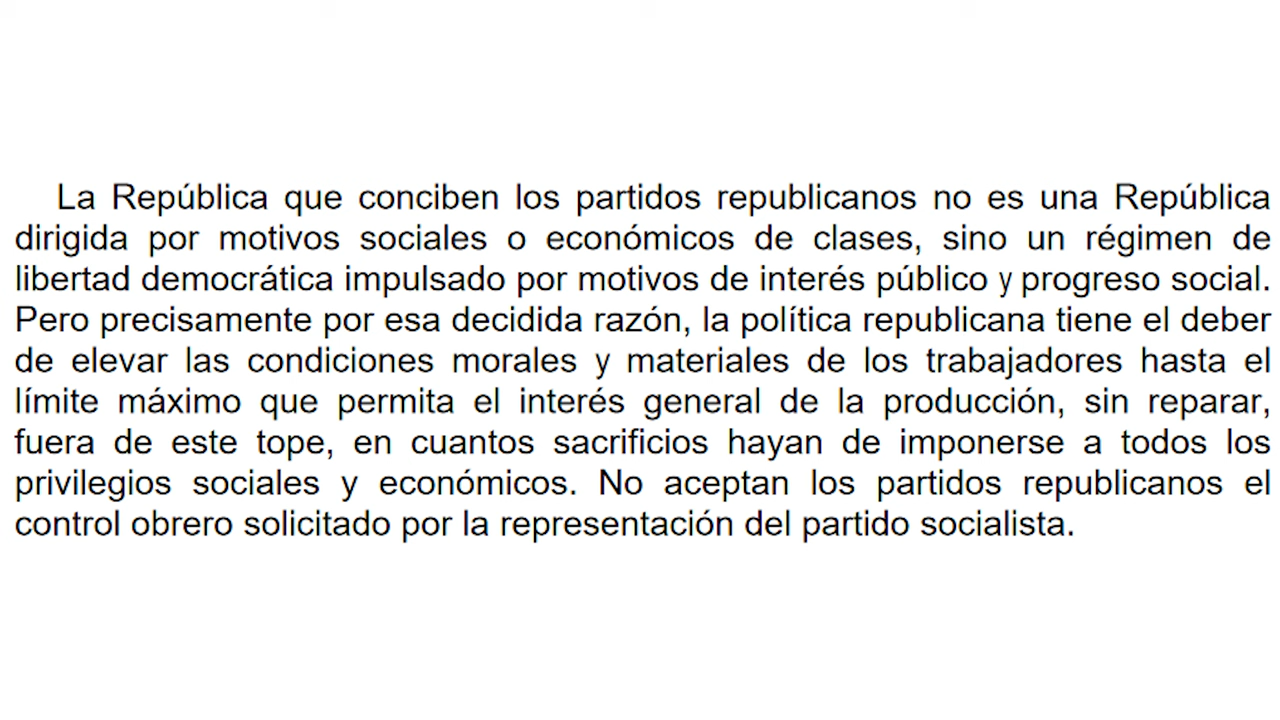 La República que conciben los partidos republicanos no es una República
dirigida por motivos sociales o económicos de clases, sino un régimen de
libertad democrática impulsado por motivos de interés público y progreso social.
Pero precisamente por esa decidida razón, la política republicana tiene el deber
de elevar las condiciones morales y materiales de los trabajadores hasta el
límite máximo que permita el interés general de la producción, sin reparar,
fuera de este tope, en cuantos sacrificios hayan de imponerse a todos los
privilegios sociales y económicos. No aceptan los partidos republicanos el
control obrero solicitado por la representación del partido socialista.